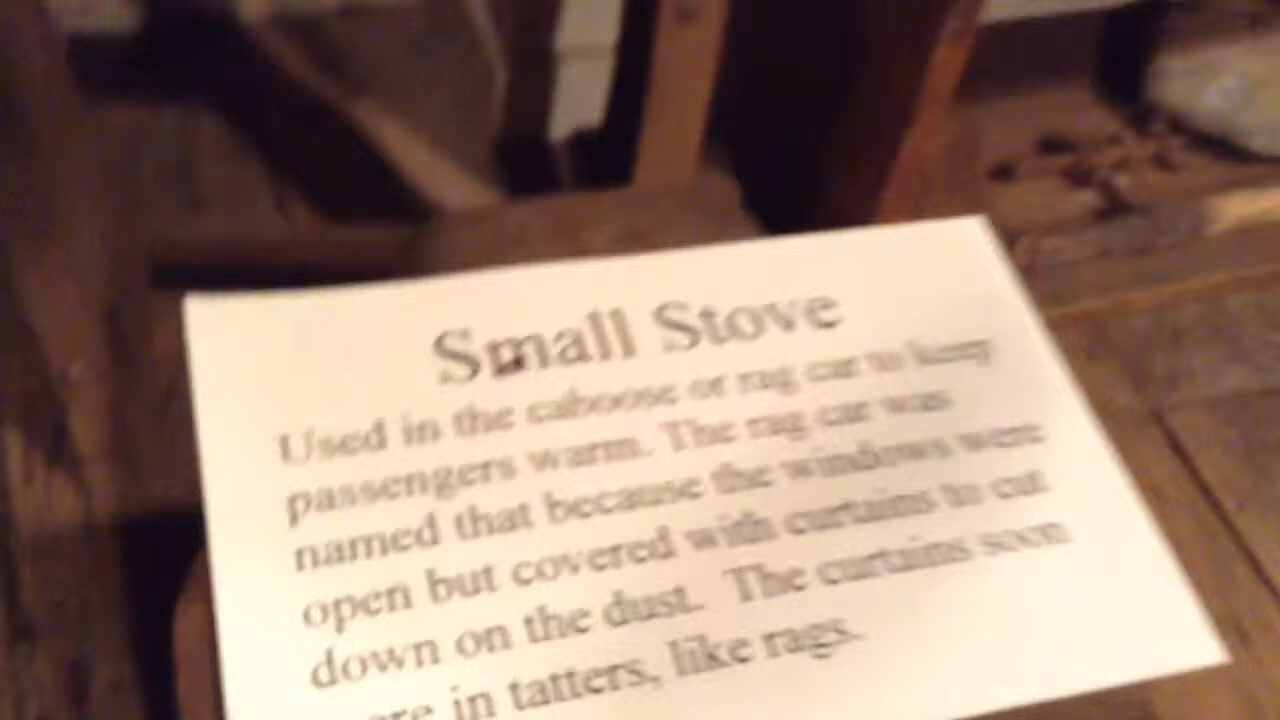 Small Stove
Used in the caboose or rag car to keep
passengers warm. The rag car was
named that because the windows were
open but covered with curtains to cut
down on the dust. The curtains soon
are in tatters, like rags.